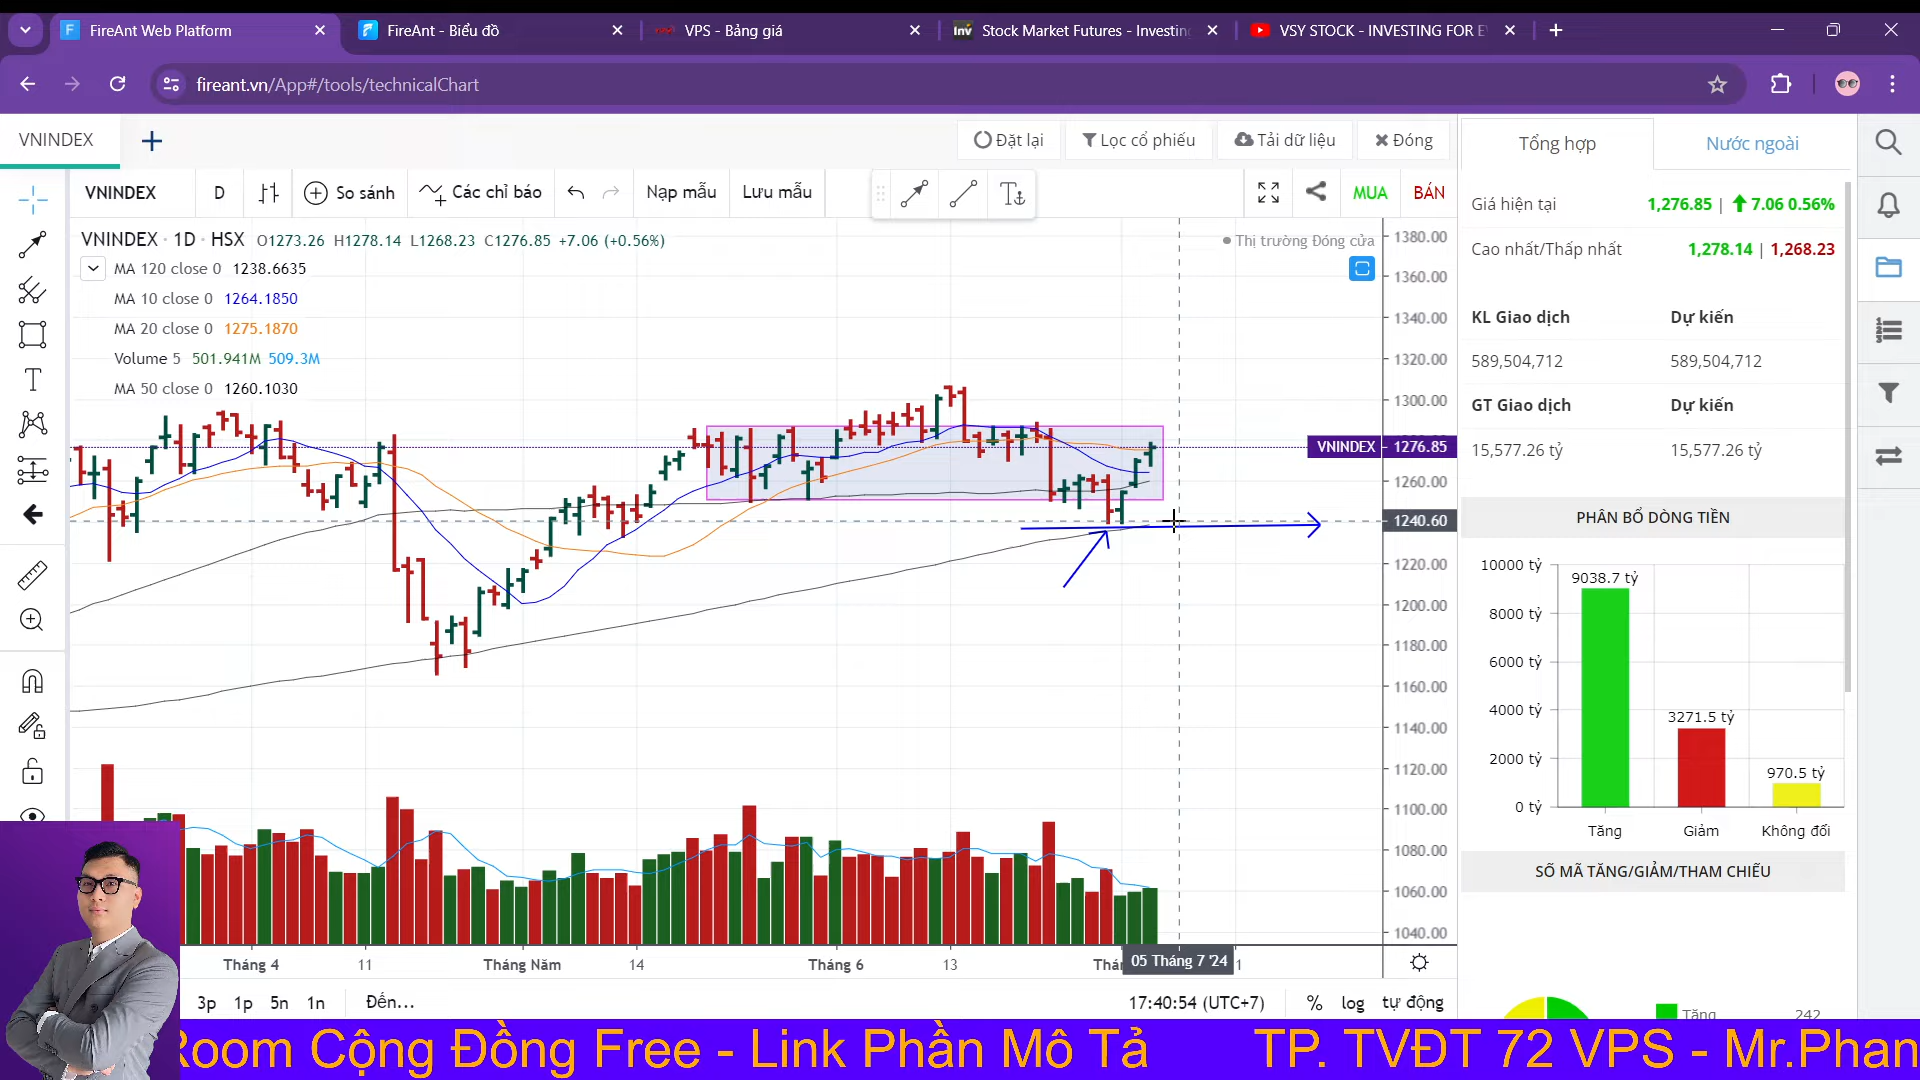 FireAnt Web Platform
FireAnt - Biểu đồ
VPS - Bảng giá
Stock Market Futures - Investing
VSY STOCK - INVESTING FOR E
fireant.vn/App#/tools/technicalChart
VNINDEX
Đặt lại
Lọc cổ phiếu
Tải dữ liệu
Đóng
VNINDEX
D
So sánh
Các chỉ báo
Nạp mẫu
Lưu mẫu
MUA
BÁN
VNINDEX · 1D · HSX O1273.26 H1278.14 L1268.23 C1276.85 +7.06 (+0.56%)
Thị trường Đóng cửa
MA 120 close 0 1238.6635
MA 10 close 0 1264.1850
MA 20 close 0 1275.1870
Volume 5 501.941M 509.3M
MA 50 close 0 1260.1030
1380.00
1360.00
1340.00
1320.00
1300.00
VNINDEX 1276.85
1260.00
1240.60
1220.00
1200.00
1180.00
1160.00
1140.00
1120.00
1100.00
1080.00
1060.00
1040.00
Tháng 4
11
Tháng Năm
14
Tháng 6
13
05 Tháng 7 '24
3p 1p 5n 1n
Đến...
17:40:54 (UTC+7)
% log tự động
Tổng hợp
Nước ngoài
Giá hiện tại 1,276.85 | 7.06 0.56%
Cao nhất/Thấp nhất 1,278.14 | 1,268.23
KL Giao dịch Dự kiến
589,504,712 589,504,712
GT Giao dịch Dự kiến
15,577.26 tỷ 15,577.26 tỷ
PHÂN BỔ DÒNG TIỀN
10000 tỷ
8000 tỷ
6000 tỷ
4000 tỷ
2000 tỷ
0 tỷ
9038.7 tỷ
3271.5 tỷ
970.5 tỷ
Tăng
Giảm
Không đổi
SỐ MÃ TĂNG/GIẢM/THAM CHIẾU
Tăng 242
Room Cộng Đồng Free - Link Phần Mô Tả TP. TVĐT 72 VPS - Mr.Phan